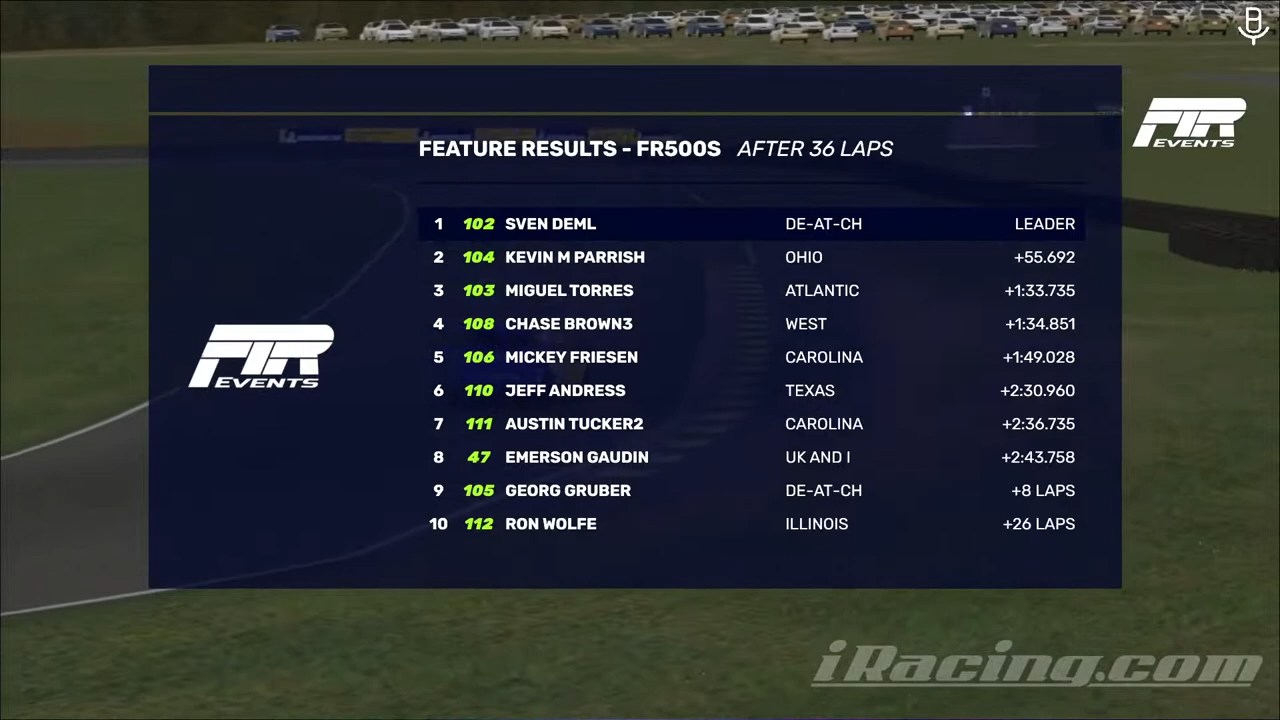 FTR
EVENTS
FEATURE RESULTS - FR500S AFTER 36 LAPS
1 102 SVEN DEML DE-AT-CH LEADER
2 104 KEVIN M PARRISH OHIO +55.692
3 103 MIGUEL TORRES ATLANTIC +1:33.735
4 108 CHASE BROWN3 WEST +1:34.851
5 106 MICKEY FRIESEN CAROLINA +1:49.028
6 110 JEFF ANDRESS TEXAS +2:30.960
7 111 AUSTIN TUCKER2 CAROLINA +2:36.735
8 47 EMERSON GAUDIN UK AND I +2:43.758
9 105 GEORG GRUBER DE-AT-CH +8 LAPS
10 112 RON WOLFE ILLINOIS +26 LAPS
FTR
EVENTS
iRacing.com